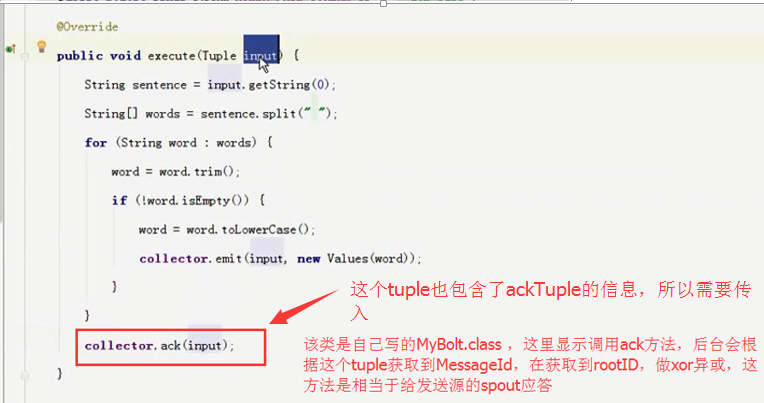 @Override
public void execute(Tuple input) {
String sentence = input.getString(0);
String[] words = sentence.split(" ");
for (String word : words) {
word = word.trim();
if (!word.isEmpty()) {
word = word.toLowerCase();
collector.emit(input, new Values(word));
}
}
collector.ack(input);
}
这个tuple也包含了ackTuple的信息，所以需要传
入
该类是自己写的MyBolt.class ，这里显示调用ack方法，后台会
根据这个tuple获取到MessageId，在获取到rootID，做xor异或，这
方法是相当于给发送源的spout应答